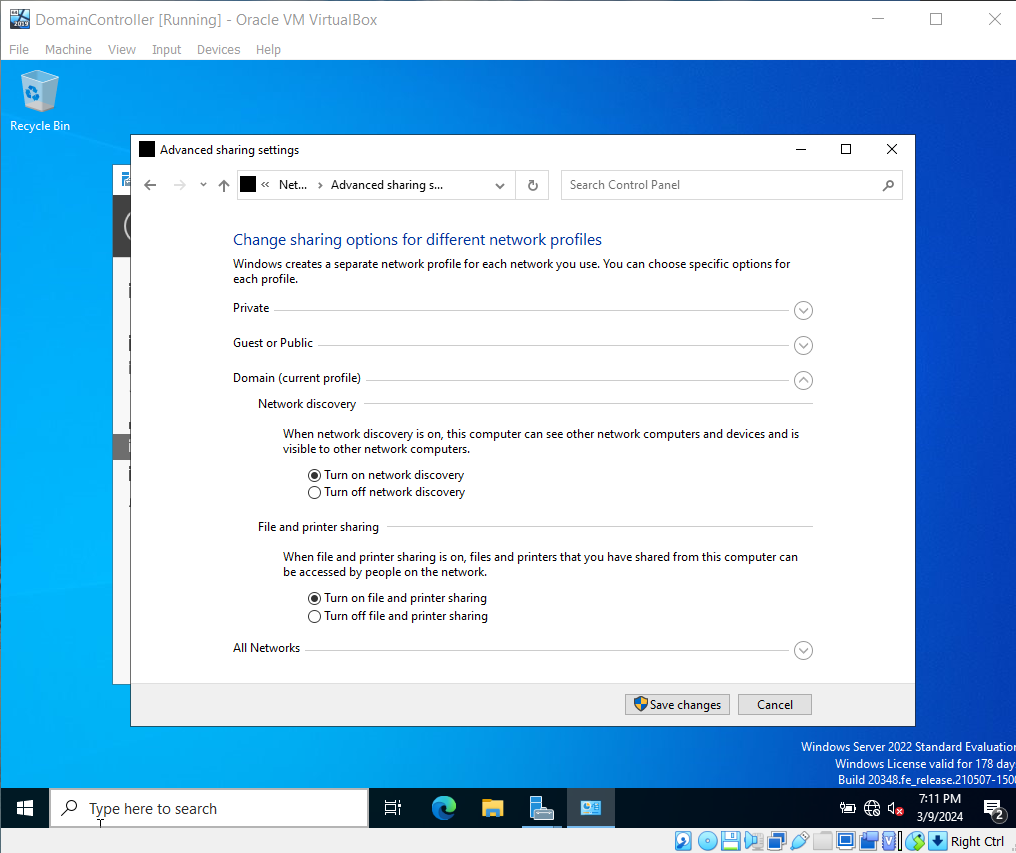 DomainController [Running] - Oracle VM VirtualBox
File Machine View Input Devices Help
Recycle Bin
Advanced sharing settings
« Net... › Advanced sharing s...
Search Control Panel
Change sharing options for different network profiles
Windows creates a separate network profile for each network you use. You can choose specific options for
each profile.
Private
Guest or Public
Domain (current profile)
Network discovery
When network discovery is on, this computer can see other network computers and devices and is
visible to other network computers.
Turn on network discovery
Turn off network discovery
File and printer sharing
When file and printer sharing is on, files and printers that you have shared from this computer can
be accessed by people on the network.
Turn on file and printer sharing
Turn off file and printer sharing
All Networks
Save changes
Cancel
Windows Server 2022 Standard Evaluation
Windows License valid for 178 days
Build 20348.fe_release.210507-1500
Type here to search
7:11 PM
3/9/2024
2
Right Ctrl